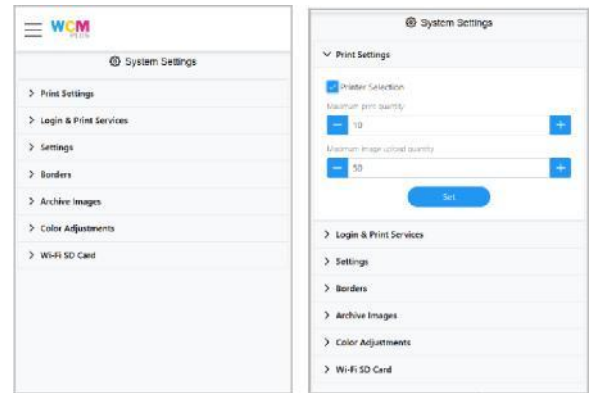 WCM
PLUS
System Settings
Print Settings
Login & Print Services
Settings
Borders
Archive Images
Color Adjustments
Wi-Fi SD Card
System Settings
Print Settings
Printer Selection
Maximum print quantity
10
Maximum image upload quantity
50
Set
Login & Print Services
Settings
Borders
Archive Images
Color Adjustments
Wi-Fi SD Card